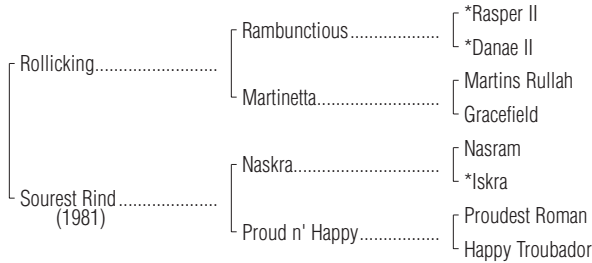 *Rasper II
Rambunctious....................
*Danae II
Rollicking...........................
Martins Rullah
Martinetta...........................
Gracefield
Nasram
Naskra................................
*Iskra
Sourest Rind......................
(1981)
Proudest Roman
Proud n' Happy..................
Happy Troubador